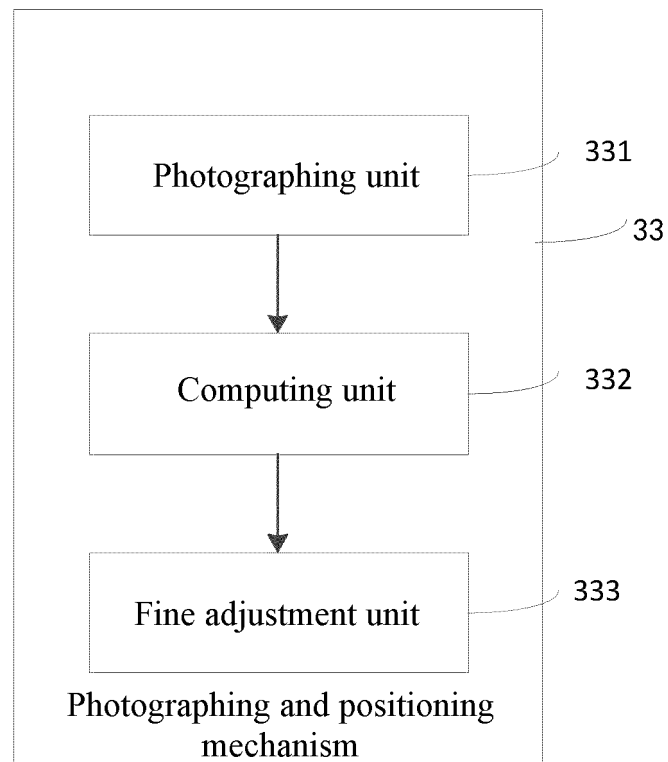 Photographing unit
331
33
Computing unit
332
Fine adjustment unit
333
Photographing and positioning
mechanism